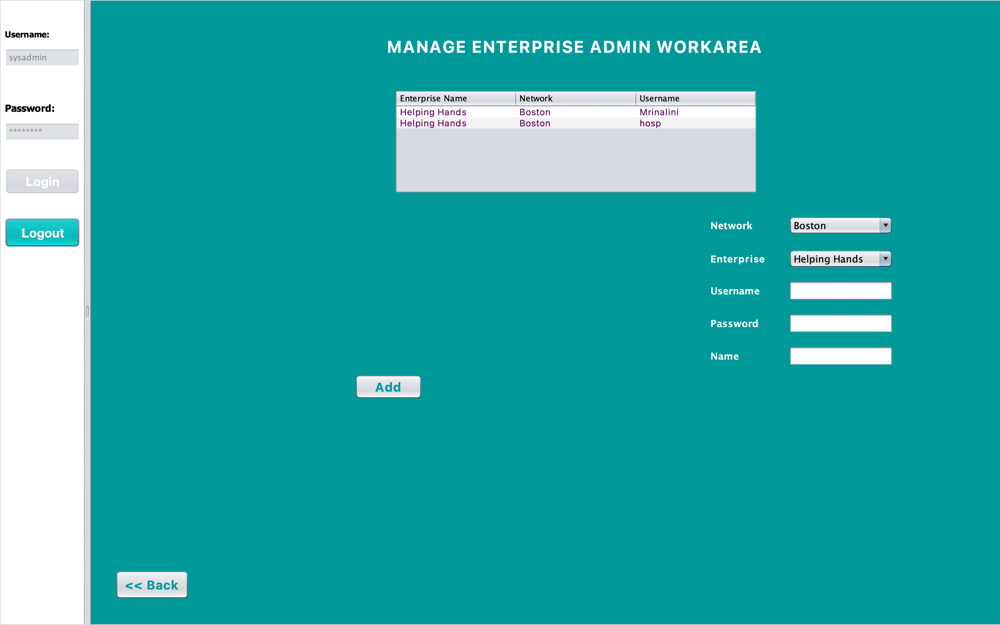 Username:
sysadmin
Password:
********
Login
Logout
MANAGE ENTERPRISE ADMIN WORKAREA
Enterprise Name Network Username
Helping Hands Boston Mrinalini
Helping Hands Boston hosp
Network Boston
Enterprise Helping Hands
Username
Password
Name
Add
<< Back